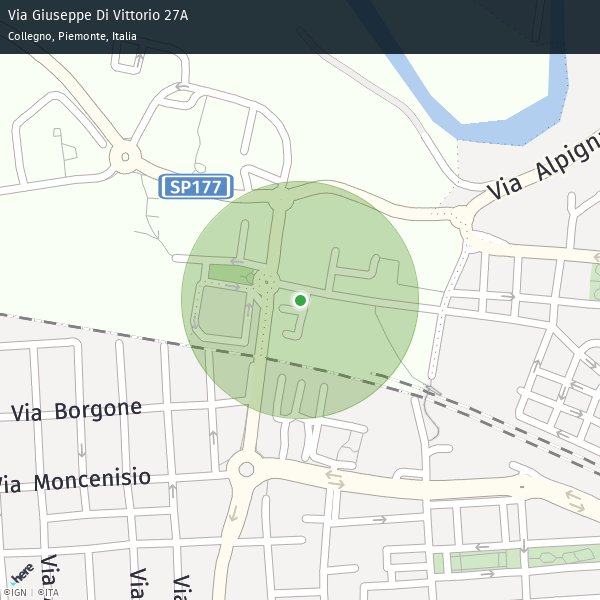 Via Giuseppe Di Vittorio 27A
Collegno, Piemonte, Italia
Via Alpign
SP177
Via Borgone
Via Moncenisio
Via
Via
Via
here
©IGN | ©ITA